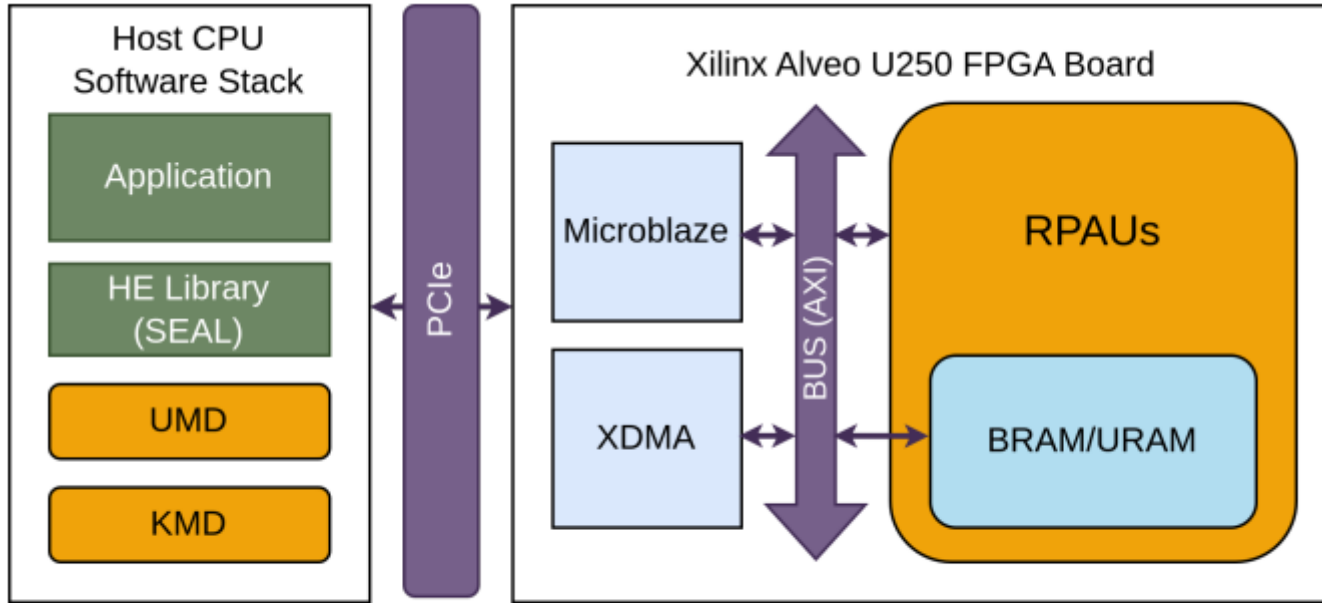 Host CPU
Software Stack
Application
HE Library
(SEAL)
UMD
KMD
PCIe
Xilinx Alveo U250 FPGA Board
Microblaze
XDMA
BUS (AXI)
RPAUs
BRAM/URAM